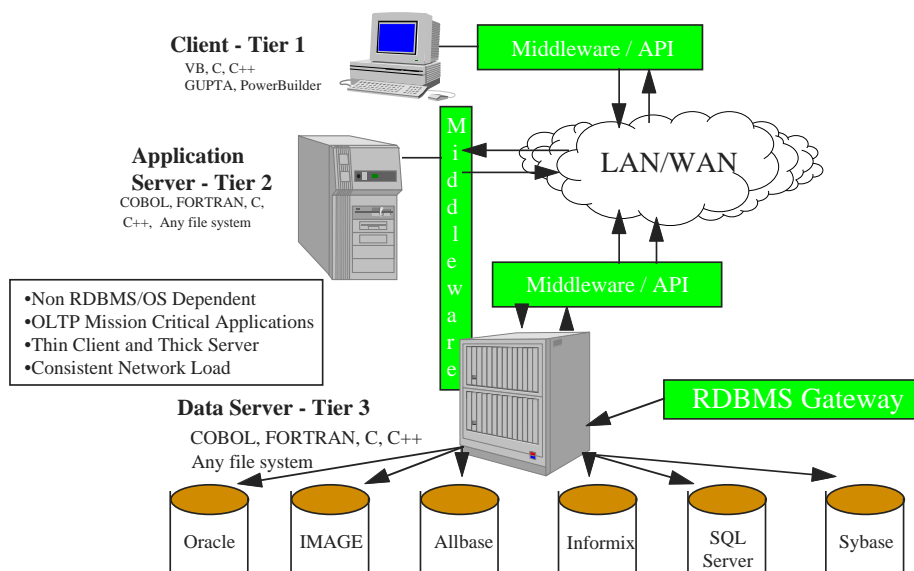 Client - Tier 1
VB, C, C++
GUPTA, PowerBuilder
Middleware / API
Middleware
LAN/WAN
Application
Server - Tier 2
COBOL, FORTRAN, C,
C++, Any file system
Middleware / API
•Non RDBMS/OS Dependent
•OLTP Mission Critical Applications
•Thin Client and Thick Server
•Consistent Network Load
RDBMS Gateway
Data Server - Tier 3
COBOL, FORTRAN, C, C++
Any file system
Oracle
IMAGE
Allbase
Informix
SQL
Server
Sybase